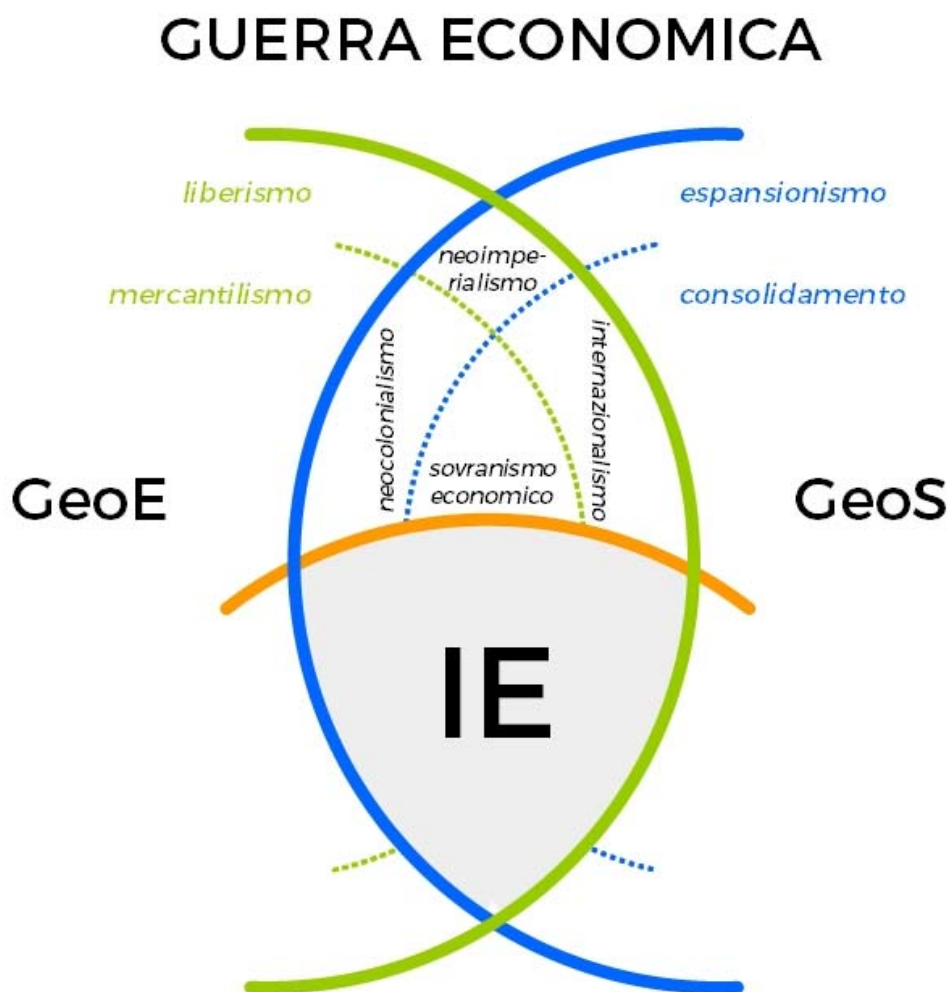 GUERRA ECONOMICA
liberismo
espansionismo
neoimpe-
rialismo
mercantilismo
consolidamento
neocolonialismo
internazionalismo
sovranismo
economico
GeoE
GeoS
IE